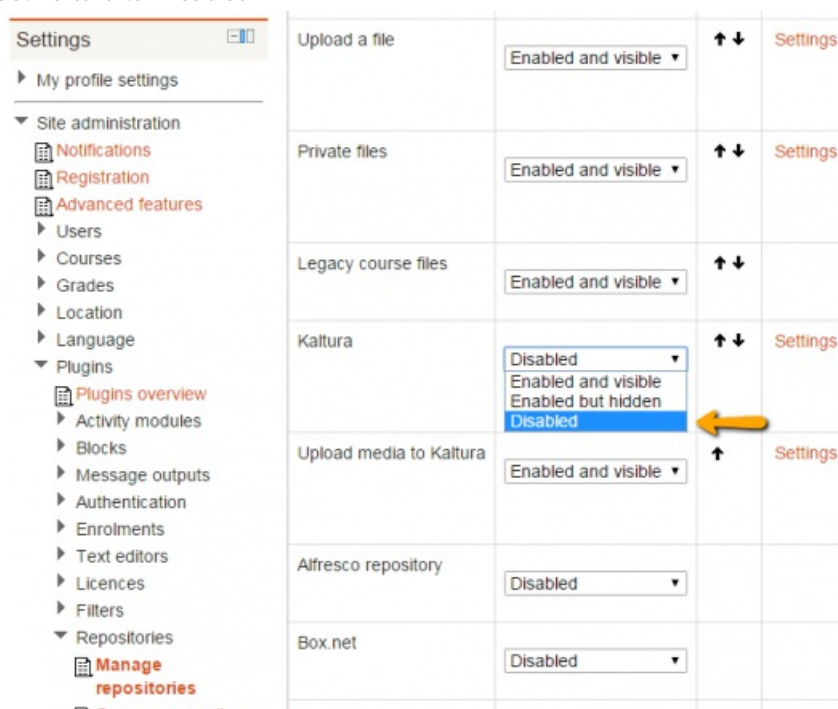 Settings
My profile settings
Site administration
Notifications
Registration
Advanced features
Users
Courses
Grades
Location
Language
Plugins
Plugins overview
Activity modules
Blocks
Message outputs
Authentication
Enrolments
Text editors
Licences
Filters
Repositories
Manage
repositories
Upload a file
Enabled and visible
Settings
Private files
Enabled and visible
Settings
Legacy course files
Enabled and visible
Kaltura
Disabled
Enabled and visible
Enabled but hidden
Disabled
Settings
Upload media to Kaltura
Enabled and visible
Settings
Alfresco repository
Disabled
Box.net
Disabled